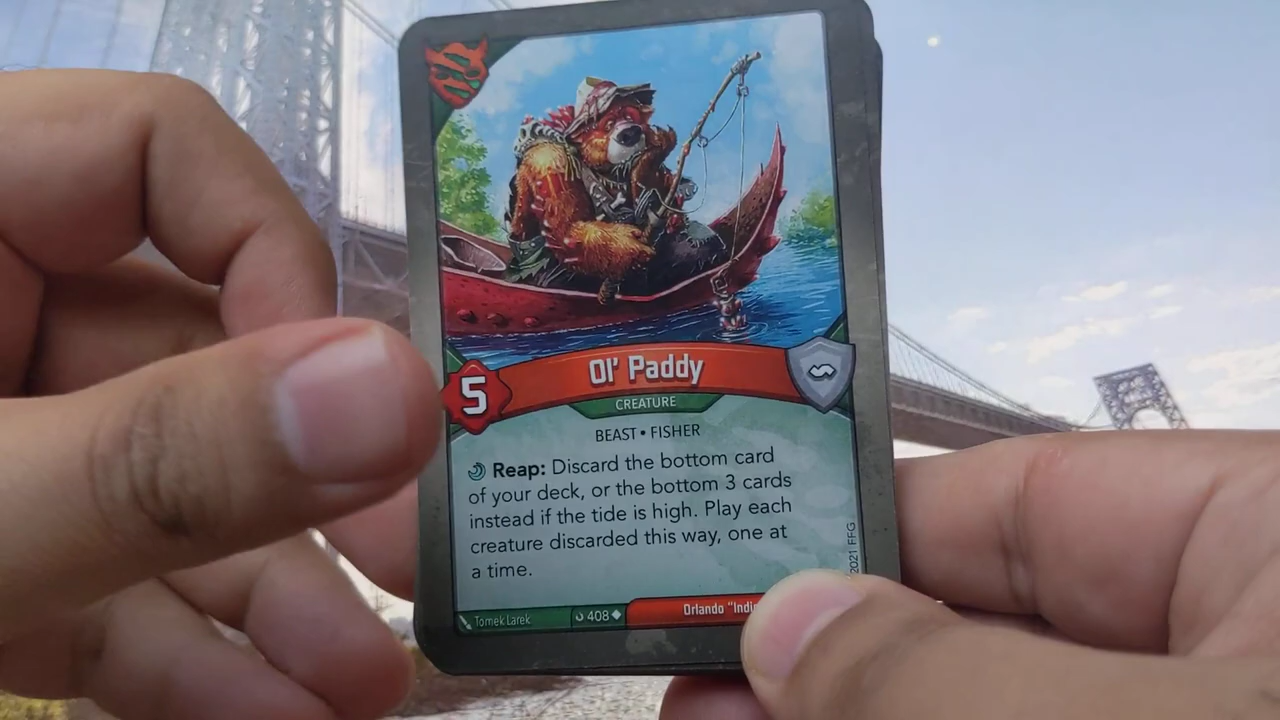 Ol' Paddy
5
CREATURE
BEAST • FISHER
Reap: Discard the bottom card
of your deck, or the bottom 3 cards
instead if the tide is high. Play each
creature discarded this way, one at
a time.
2021 FFG
Tomek Larek
408
Orlando